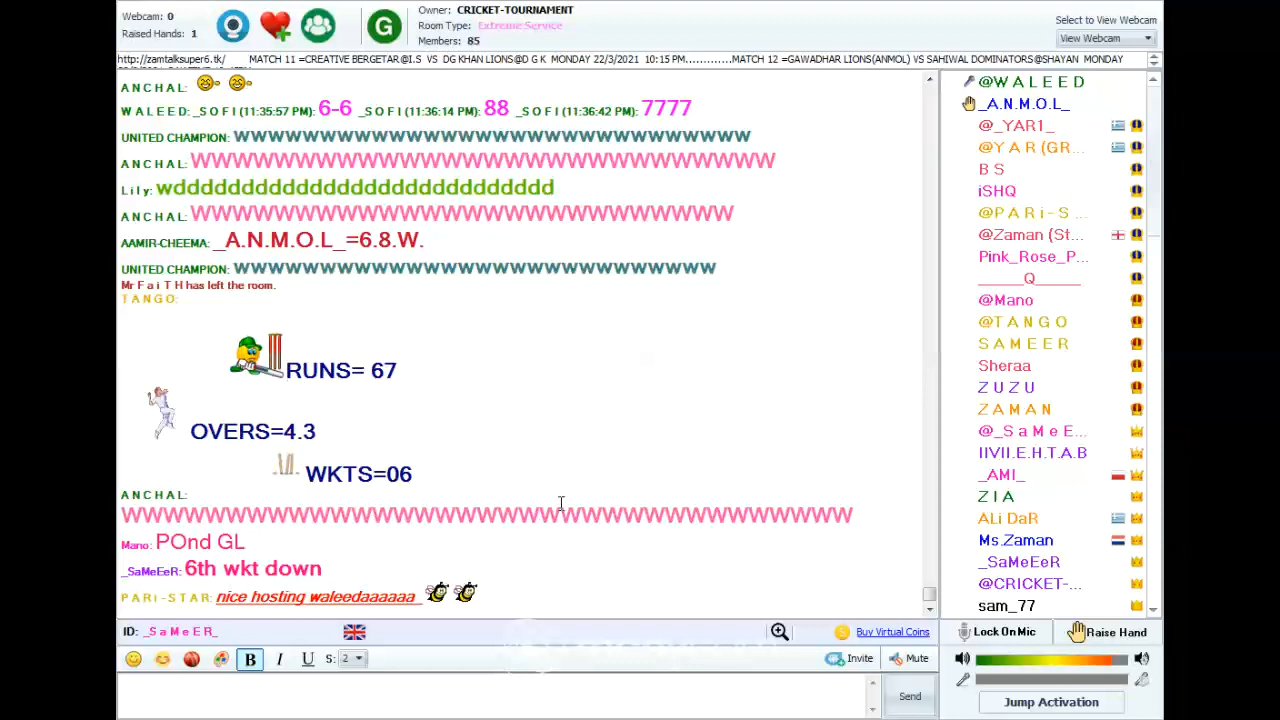 Webcam: 0
Raised Hands: 1
G
Owner: CRICKET-TOURNAMENT
Room Type: Extreme Service
Members: 85
Select to View Webcam
View Webcam
http://zamtalksuper6.tk/ MATCH 11 =CREATIVE BERGETAR@I.S VS DG KHAN LIONS@D G K MONDAY 22/3/2021 10:15 PM.............MATCH 12 =GAWADHAR LIONS(ANMOL) VS SAHIWAL DOMINATORS@SHAYAN MONDAY
A N C H A L:
W A L E E D: _S O F I (11:35:57 PM): 6-6 _S O F I (11:36:14 PM): 88 _S O F I (11:36:42 PM): 7777
UNITED CHAMPION: wwwwwwwwwwwwwwwwwwwwwwwwwwwwww
A N C H A L: WWWWWWWWWWWWWWWWWWWWWWWWWWWW
L i l y: wdddddddddddddddddddddddddddd
A N C H A L: WWWWWWWWWWWWWWWWWWWWWWWWWW
AAMIR-CHEEMA: _A.N.M.O.L_=6.8.W.
UNITED CHAMPION: wwwwwwwwwwwwwwwwwwwwwwwwwwww
Mr F a i T H has left the room.
T A N G O:
RUNS= 67
OVERS=4.3
WKTS=06
A N C H A L:
WWWWWWWWWWWWWWWWWWWWWWWWWWWWWWWWWWW
Mano: POnd GL
_SaMeEeR: 6th wkt down
P A R i - S T A R: nice hosting waleedaaaaaa
@W A L E E D
_A.N.M.O.L_
@_YAR1_
@Y A R (GR...
B S
iSHQ
@P A R i - S ...
@Zaman (St...
Pink_Rose_P...
______Q______
@Mano
@T A N G O
S A M E E R
Sheraa
Z U Z U
Z A M A N
@_S a M e E...
IIVII.E.H.T.A.B
_AMI_
Z I A
ALi DaR
Ms.Zaman
_SaMeEeR
@CRICKET-...
sam_77
ID: _S a M e E R_
Buy Virtual Coins
Lock On Mic
Raise Hand
B I U S: 2
Invite
Mute
Send
Jump Activation